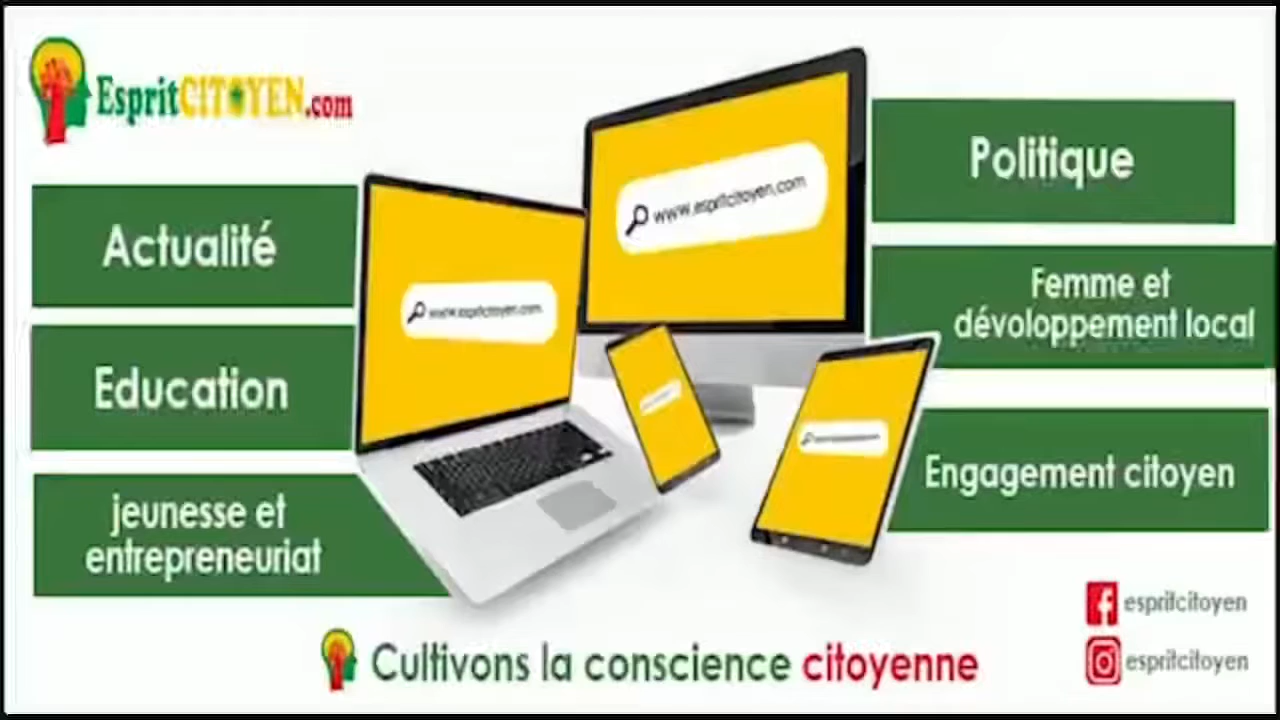 EspritCITOYEN.com
Actualité
Education
jeunesse et
entrepreneuriat
www.espritcitoyen.com
www.espritcitoyen.com
Politique
Femme et
dévoloppement local
Engagement citoyen
Cultivons la conscience citoyenne
espritcitoyen
espritcitoyen